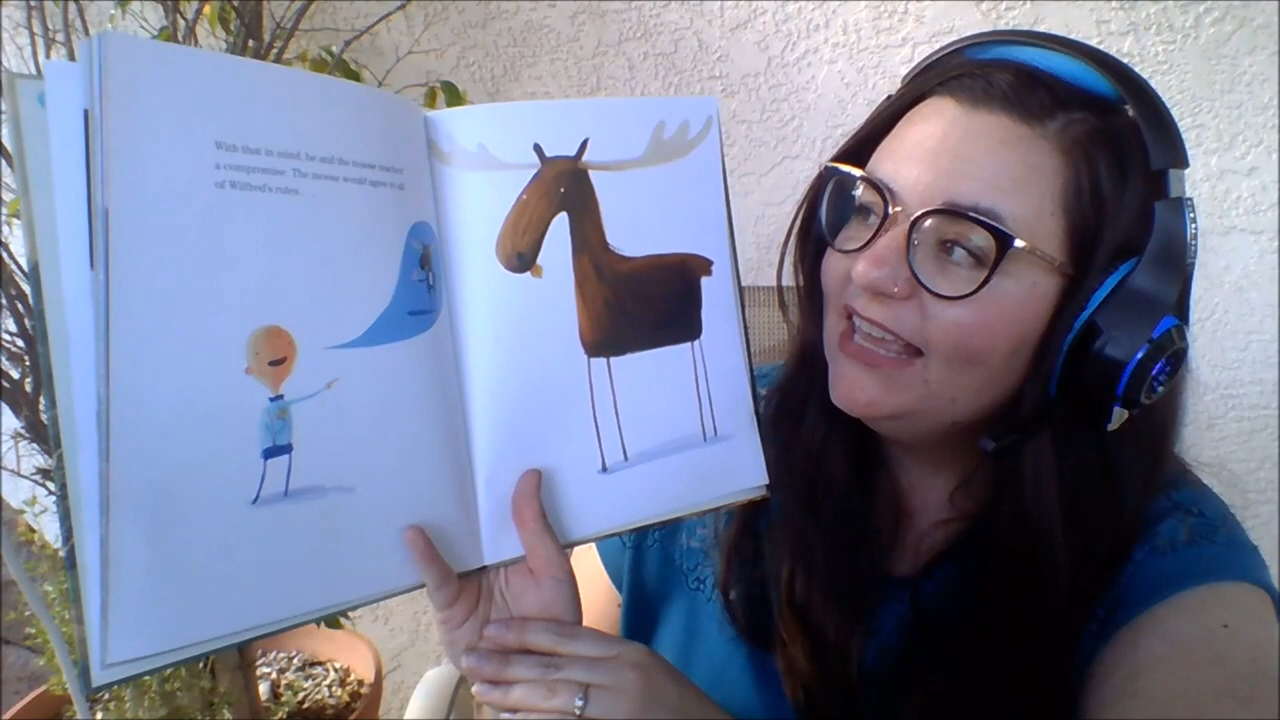 With that in mind, he and the moose reached
a compromise. The moose would agree to all
of Wilfred's rules...